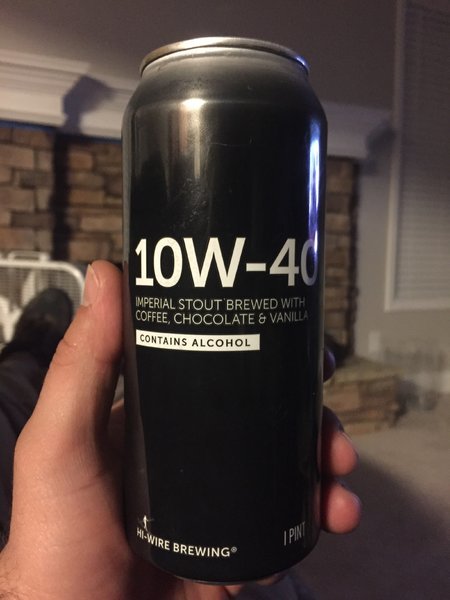 10W-40
IMPERIAL STOUT BREWED WITH
COFFEE, CHOCOLATE & VANILLA
CONTAINS ALCOHOL
HI-WIRE BREWING®
1 PINT